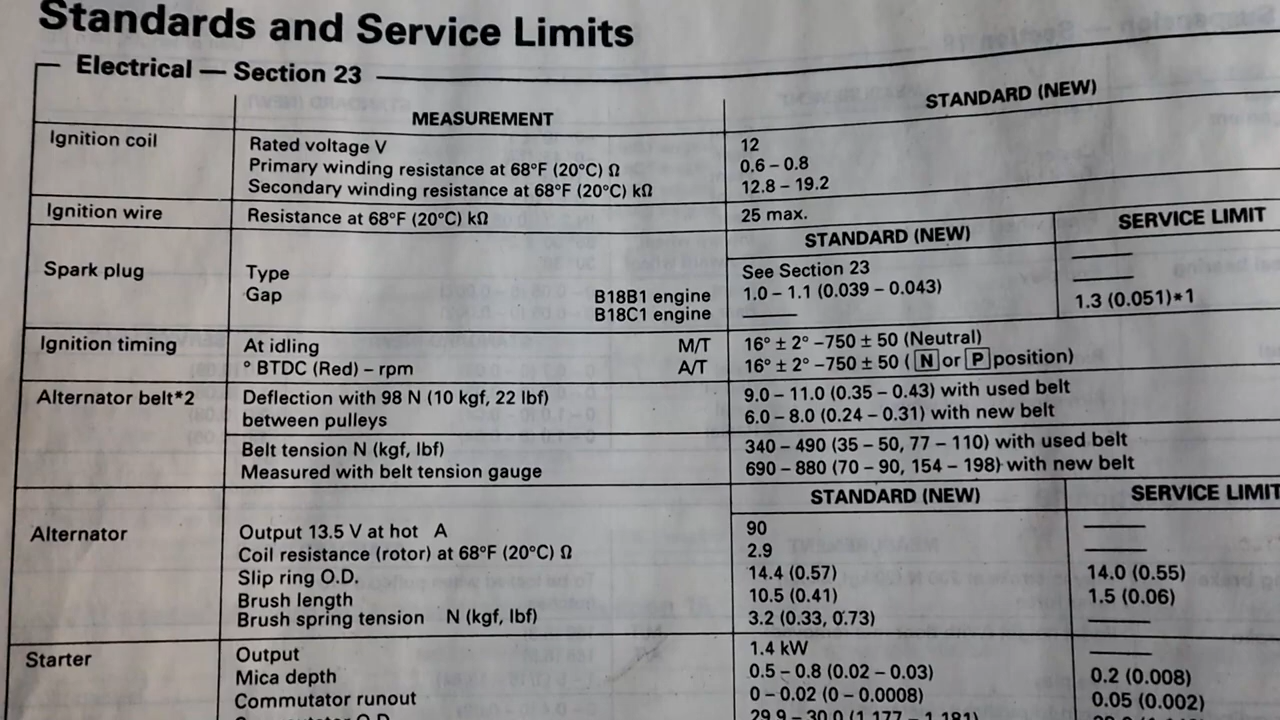 Standards and Service Limits
Electrical — Section 23
MEASUREMENT STANDARD (NEW)
Ignition coil Rated voltage V 12
Primary winding resistance at 68°F (20°C) Ω 0.6 – 0.8
Secondary winding resistance at 68°F (20°C) kΩ 12.8 – 19.2
Ignition wire Resistance at 68°F (20°C) kΩ 25 max.
STANDARD (NEW) SERVICE LIMIT
Spark plug Type See Section 23 ———
Gap B18B1 engine 1.0 – 1.1 (0.039 – 0.043) ———
B18C1 engine ——— 1.3 (0.051)*1
Ignition timing At idling M/T 16° ± 2° –750 ± 50 (Neutral)
° BTDC (Red) – rpm A/T 16° ± 2° –750 ± 50 ( N or P position)
Alternator belt*2 Deflection with 98 N (10 kgf, 22 lbf) 9.0 – 11.0 (0.35 – 0.43) with used belt
between pulleys 6.0 – 8.0 (0.24 – 0.31) with new belt
Belt tension N (kgf, lbf) 340 – 490 (35 – 50, 77 – 110) with used belt
Measured with belt tension gauge 690 – 880 (70 – 90, 154 – 198) with new belt
STANDARD (NEW) SERVICE LIMIT
Alternator Output 13.5 V at hot A 90 ———
Coil resistance (rotor) at 68°F (20°C) Ω 2.9 ———
Slip ring O.D. 14.4 (0.57) 14.0 (0.55)
Brush length 10.5 (0.41) 1.5 (0.06)
Brush spring tension N (kgf, lbf) 3.2 (0.33, 0.73) ———
Starter Output 1.4 kW ———
Mica depth 0.5 – 0.8 (0.02 – 0.03) 0.2 (0.008)
Commutator runout 0 – 0.02 (0 – 0.0008) 0.05 (0.002)
29.9 – 30.0 (1.177 – 1.181)